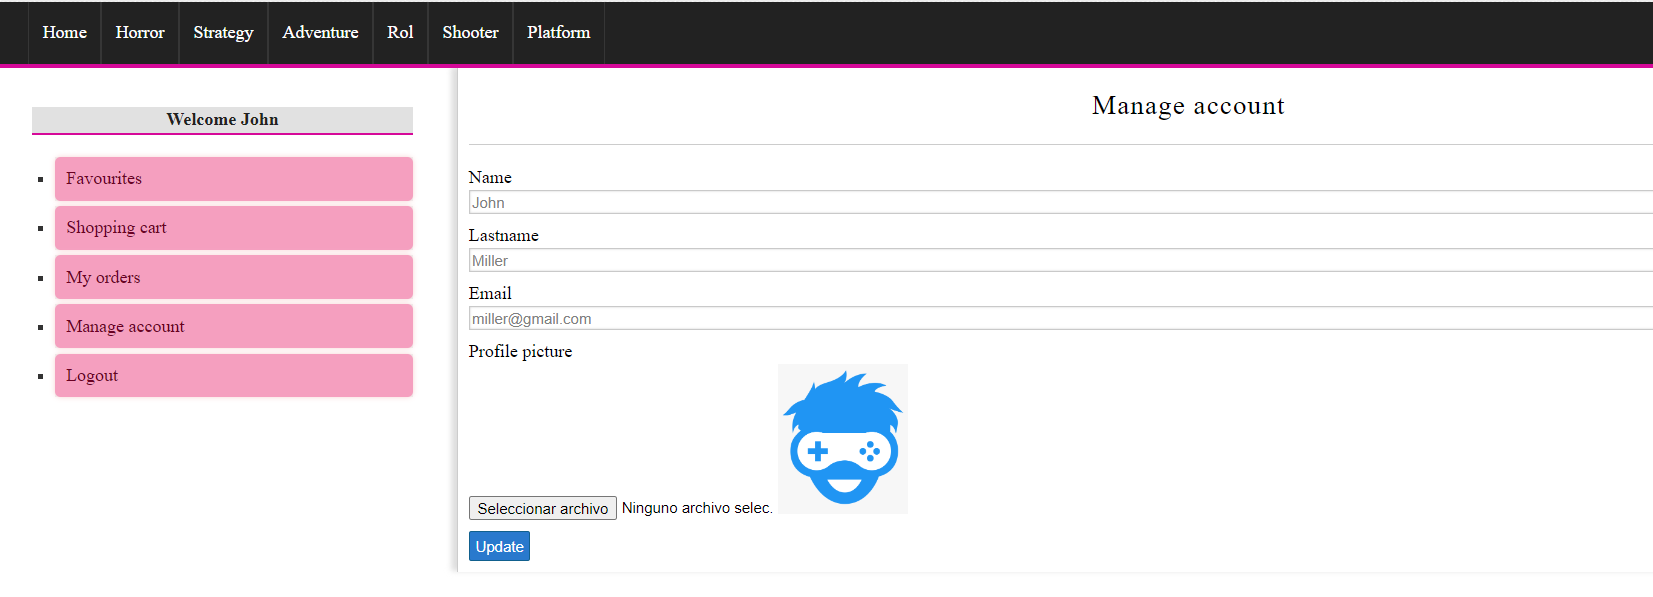 Home Horror Strategy Adventure Rol Shooter Platform
Welcome John
Favourites
Shopping cart
My orders
Manage account
Logout
Manage account
Name
John
Lastname
Miller
Email
miller@gmail.com
Profile picture
Seleccionar archivo Ninguno archivo selec.
Update